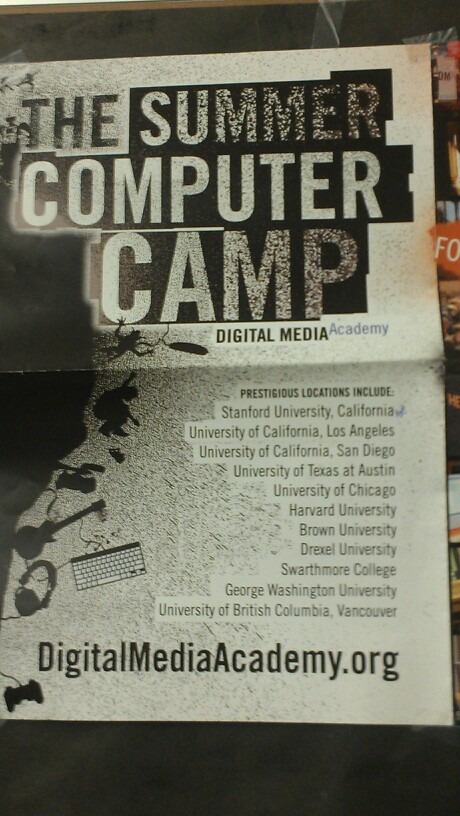 THE SUMMER
COMPUTER
CAMP
DIGITAL MEDIA Academy
PRESTIGIOUS LOCATIONS INCLUDE:
Stanford University, California
University of California, Los Angeles
University of California, San Diego
University of Texas at Austin
University of Chicago
Harvard University
Brown University
Drexel University
Swarthmore College
George Washington University
University of British Columbia, Vancouver
DigitalMediaAcademy.org
FO